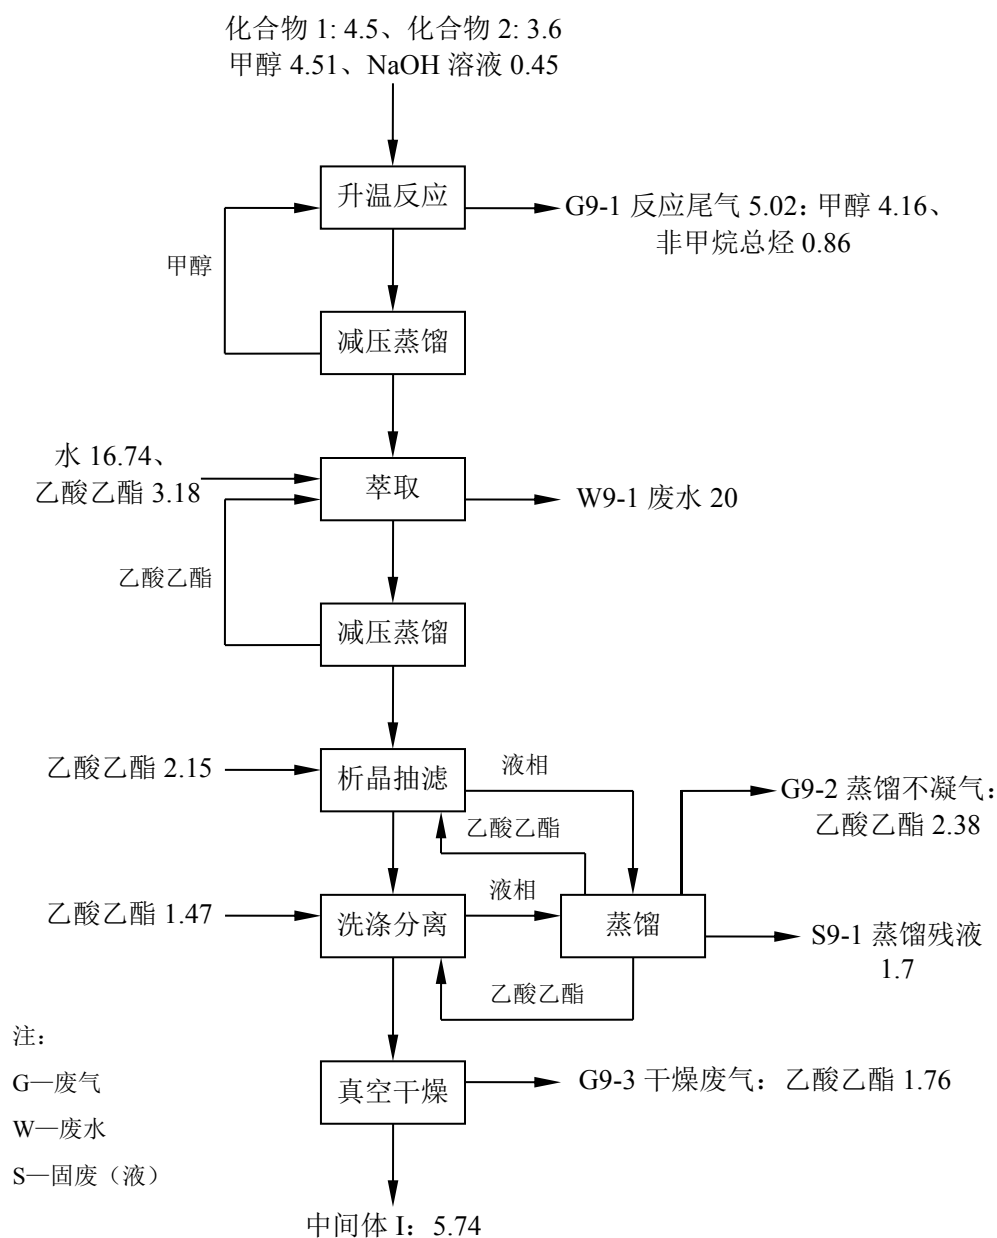 化合物 1: 4.5、化合物 2: 3.6
甲醇 4.51、NaOH 溶液 0.45
升温反应
G9-1 反应尾气 5.02：甲醇 4.16、
非甲烷总烃 0.86
甲醇
减压蒸馏
水 16.74、
乙酸乙酯 3.18
萃取
W9-1 废水 20
乙酸乙酯
减压蒸馏
乙酸乙酯 2.15
析晶抽滤
液相
G9-2 蒸馏不凝气：
乙酸乙酯 2.38
乙酸乙酯
乙酸乙酯 1.47
洗涤分离
液相
蒸馏
S9-1 蒸馏残液
1.7
乙酸乙酯
注：
G—废气
W—废水
S—固废（液）
真空干燥
G9-3 干燥废气：乙酸乙酯 1.76
中间体 I：5.74